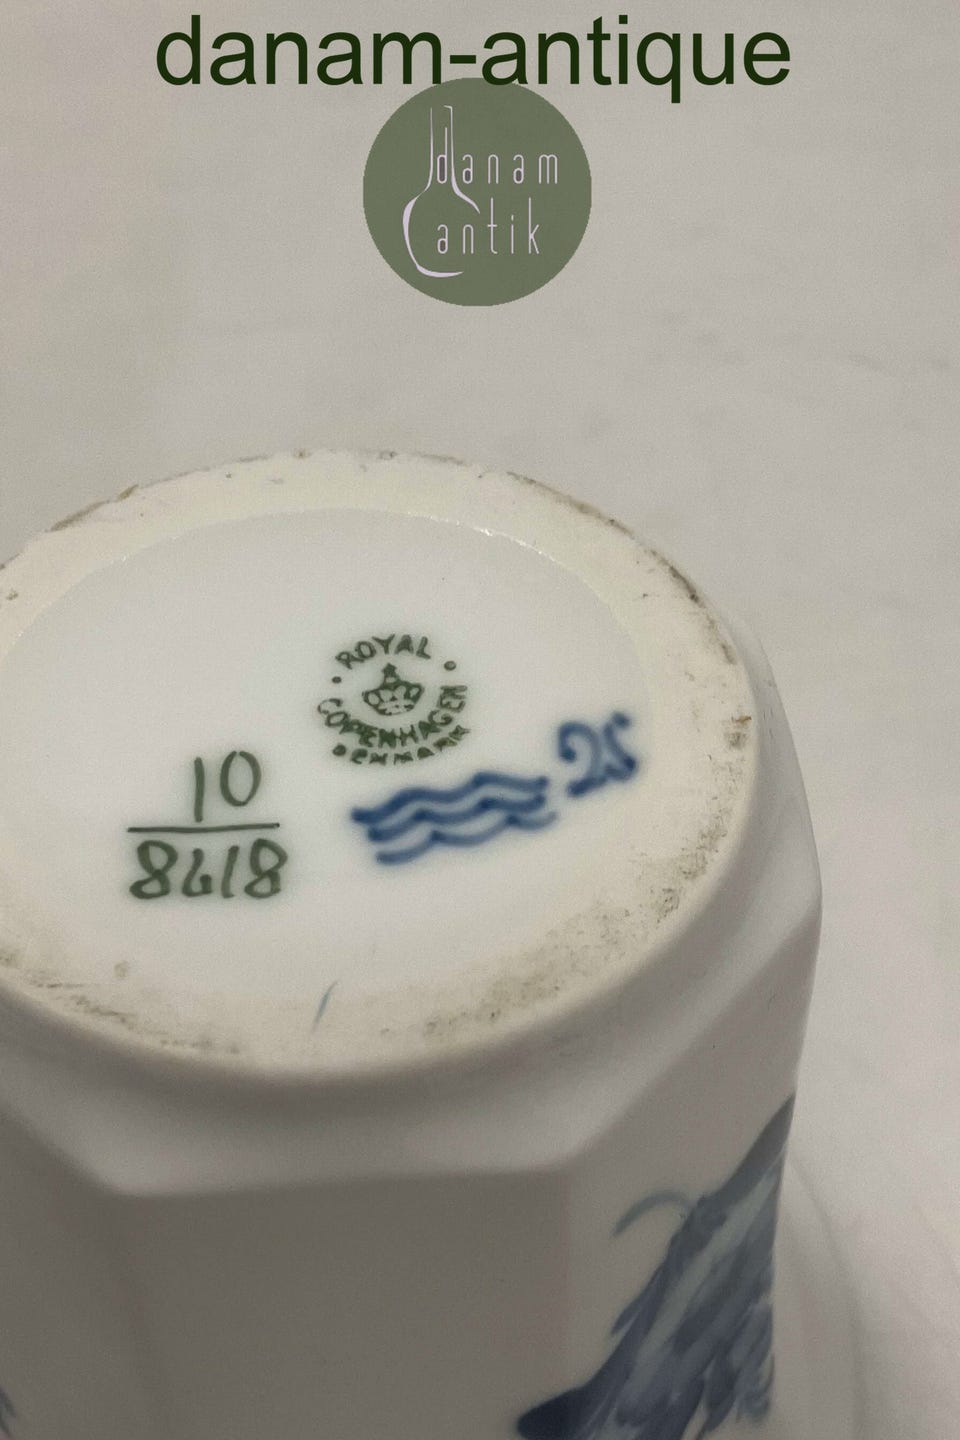 danam-antique
danam
antik
ROYAL
COPENHAGEN
DENMARK
10
8618